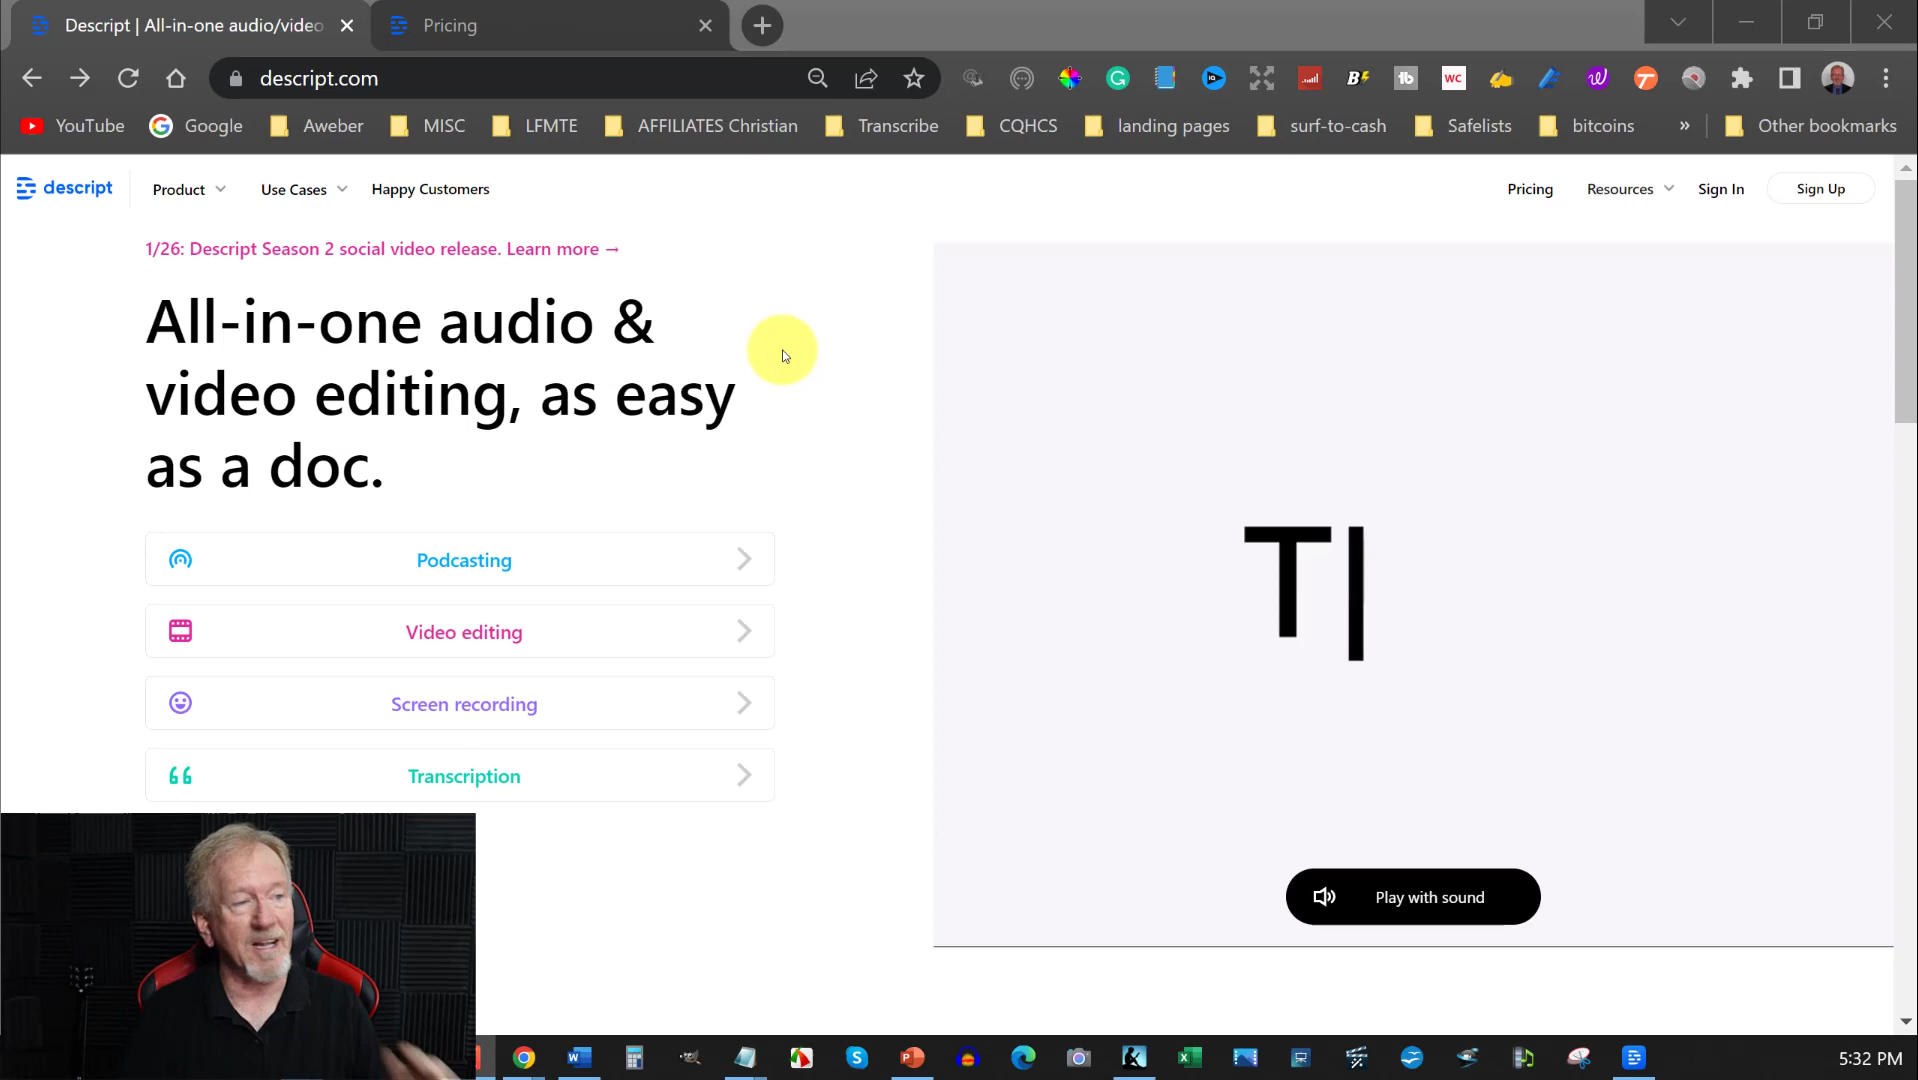 Descript | All-in-one audio/video
Pricing
descript.com
YouTube
Google
Aweber
MISC
LFMTE
AFFILIATES Christian
Transcribe
CQHCS
landing pages
surf-to-cash
Safelists
bitcoins
»
Other bookmarks
descript
Product
Use Cases
Happy Customers
Pricing
Resources
Sign In
Sign Up
1/26: Descript Season 2 social video release. Learn more →
All-in-one audio &
video editing, as easy
as a doc.
Podcasting
Video editing
Screen recording
Transcription
T|
Play with sound
5:32 PM